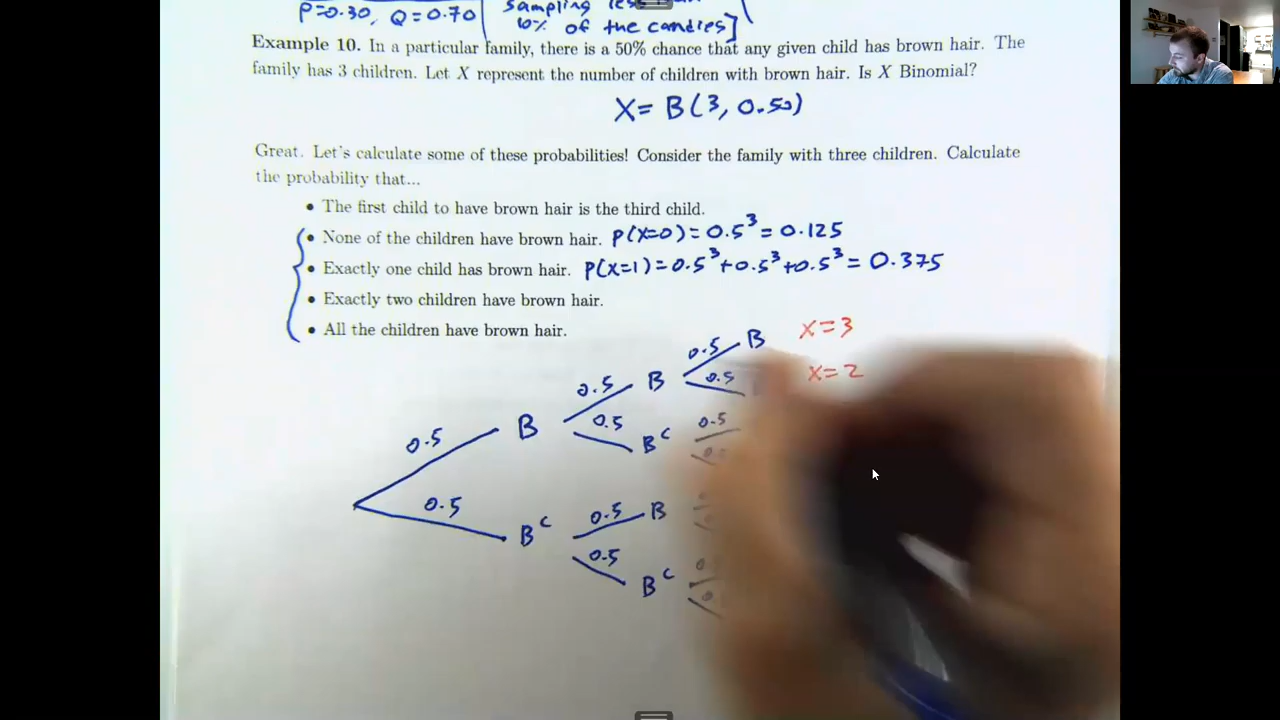 P=0.30, Q=0.70
10% of the candies]
Example 10. In a particular family, there is a 50% chance that any given child has brown hair. The
family has 3 children. Let X represent the number of children with brown hair. Is X Binomial?
X= B(3, 0.50)
Great. Let's calculate some of these probabilities! Consider the family with three children. Calculate
the probability that...
• The first child to have brown hair is the third child.
• None of the children have brown hair. P(X=0)=0.5³=0.125
• Exactly one child has brown hair. P(X=1)=0.5³+0.5³+0.5³=0.375
• Exactly two children have brown hair.
• All the children have brown hair.
0.5 B X=3
0.5 B 0.5 X=2
0.5 B 0.5 Bᶜ 0.5
0.5 Bᶜ 0.5 B
0.5 Bᶜ